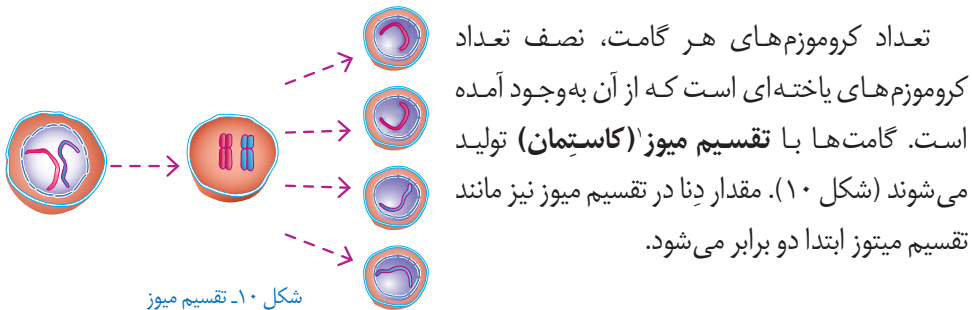 تعداد کروموزم‌های هر گامت، نصف تعداد
کروموزم‌های یاخته‌ای است که از آن به‌وجود آمده
است. گامت‌ها با تقسیم میوز۱ (کاستِمان) تولید
می‌شوند (شکل ۱۰). مقدار دِنا در تقسیم میوز نیز مانند
تقسیم میتوز ابتدا دو برابر می‌شود.
شکل ۱۰ـ تقسیم میوز